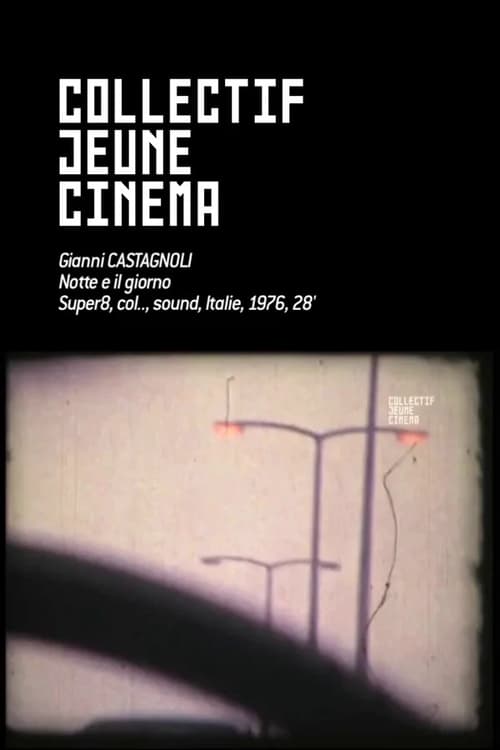 COLLECTIF
JEUNE
CINEMA
Gianni CASTAGNOLI
Notte e il giorno
Super8, col.., sound, Italie, 1976, 28'
COLLECTIF
JEUNE
CINEMA